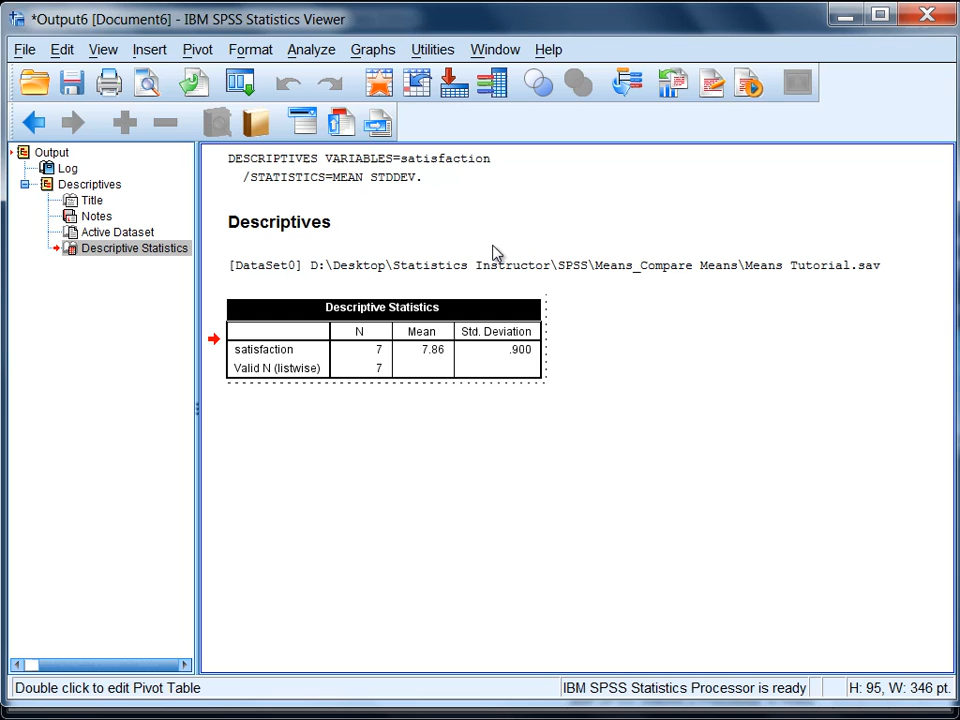 *Output6 [Document6] - IBM SPSS Statistics Viewer
File Edit View Insert Pivot Format Analyze Graphs Utilities Window Help
Output
Log
Descriptives
Title
Notes
Active Dataset
Descriptive Statistics
DESCRIPTIVES VARIABLES=satisfaction
/STATISTICS=MEAN STDDEV.
Descriptives
[DataSet0] D:\Desktop\Statistics Instructor\SPSS\Means_Compare Means\Means Tutorial.sav
Descriptive Statistics
N Mean Std. Deviation
satisfaction 7 7.86 .900
Valid N (listwise) 7
Double click to edit Pivot Table IBM SPSS Statistics Processor is ready H: 95, W: 346 pt.